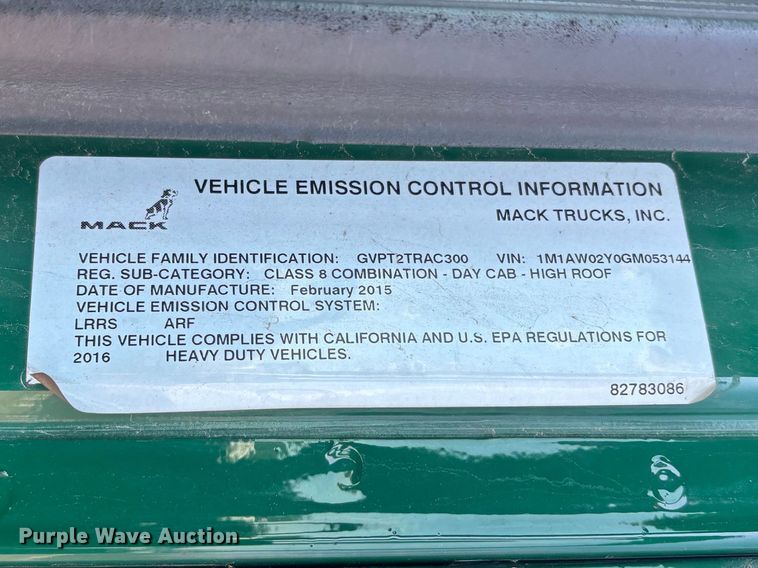 VEHICLE EMISSION CONTROL INFORMATION
MACK
MACK TRUCKS, INC.
VEHICLE FAMILY IDENTIFICATION: GVPT2TRAC300 VIN: 1M1AW02Y0GM053144
REG. SUB-CATEGORY: CLASS 8 COMBINATION - DAY CAB - HIGH ROOF
DATE OF MANUFACTURE: February 2015
VEHICLE EMISSION CONTROL SYSTEM:
LRRS ARF
THIS VEHICLE COMPLIES WITH CALIFORNIA AND U.S. EPA REGULATIONS FOR
2016 HEAVY DUTY VEHICLES.
82783086
Purple Wave Auction